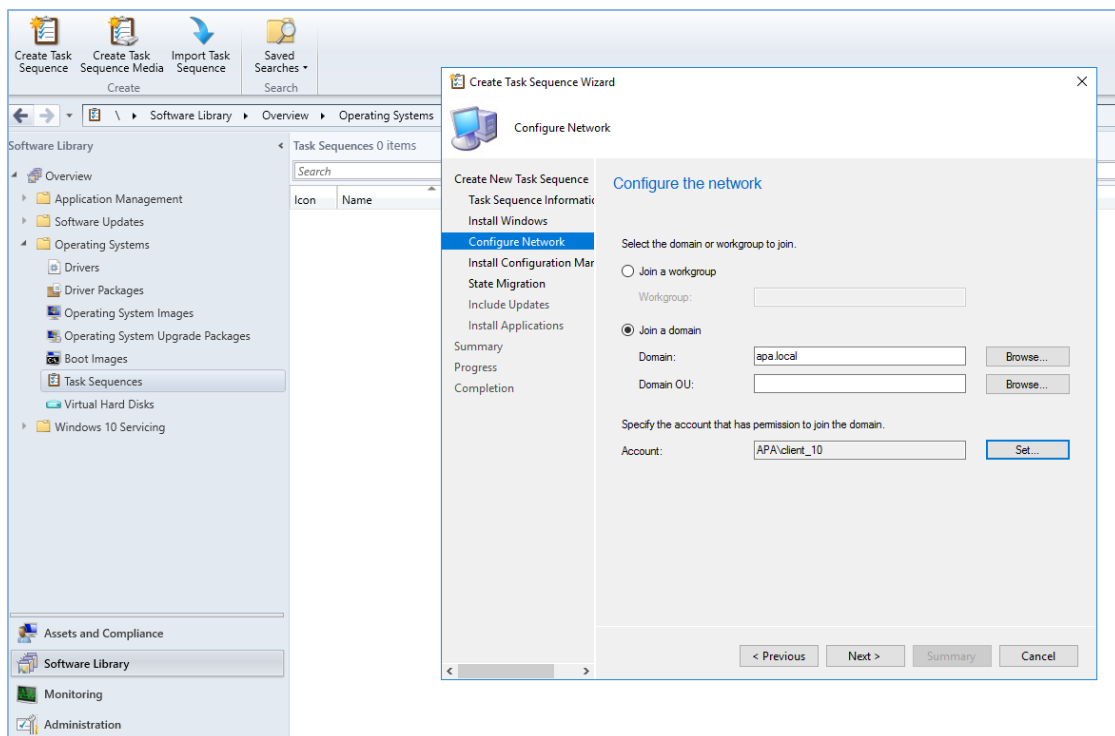 Create Task Sequence
Create Task Sequence Media
Import Task Sequence
Saved Searches
Create
Search
\ Software Library Overview Operating Systems
Software Library
Overview
Application Management
Software Updates
Operating Systems
Drivers
Driver Packages
Operating System Images
Operating System Upgrade Packages
Boot Images
Task Sequences
Virtual Hard Disks
Windows 10 Servicing
Assets and Compliance
Software Library
Monitoring
Administration
Task Sequences 0 items
Search
Icon Name
Create Task Sequence Wizard
Configure Network
Create New Task Sequence
Task Sequence Informatic
Install Windows
Configure Network
Install Configuration Mar
State Migration
Include Updates
Install Applications
Summary
Progress
Completion
Configure the network
Select the domain or workgroup to join.
Join a workgroup
Workgroup:
Join a domain
Domain: apa.local Browse...
Domain OU: Browse...
Specify the account that has permission to join the domain.
Account: APA\client_10 Set...
< Previous Next > Summary Cancel